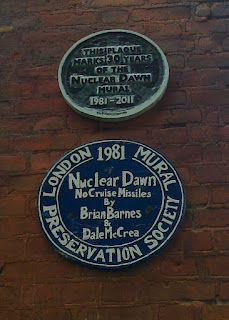 THIS PLAQUE
MARKS 30 YEARS
OF THE
NUCLEAR DAWN
MURAL
1981-2011
LONDON 1981 MURAL
PRESERVATION SOCIETY
Nuclear Dawn
No Cruise Missiles
By
Brian Barnes
&
Dale McCrea